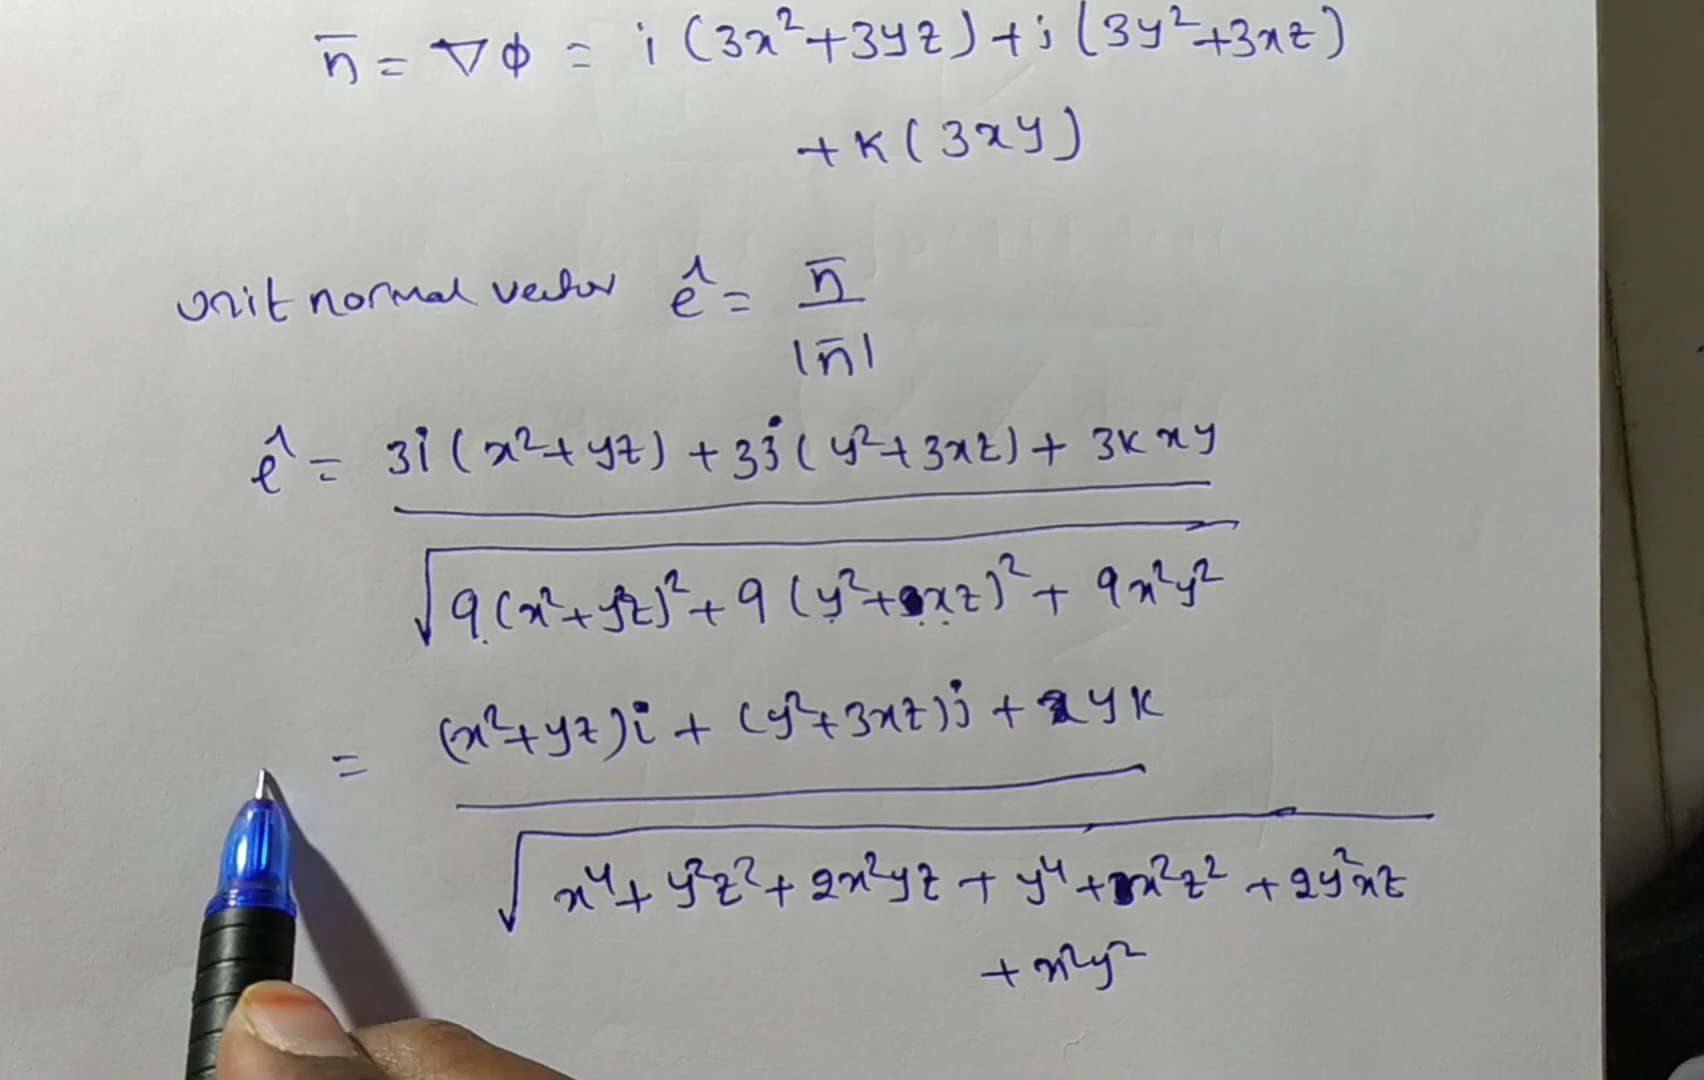 n̄ = ∇ϕ = i (3x²+3yz) + j (3y²+3xz)
+ k (3xy)
unit normal vector ê = n̄ / |n̄|
ê = 3i (x²+yz) + 3j (y²+3xz) + 3k xy
√ 9(x²+yz)² + 9 (y²+xz)² + 9x²y²
= (x²+yz)i + (y²+3xz)j + xyk
√ x⁴ + y²z² + 2x²yz + y⁴ + x²z² + 2y²xz
+ x²y²